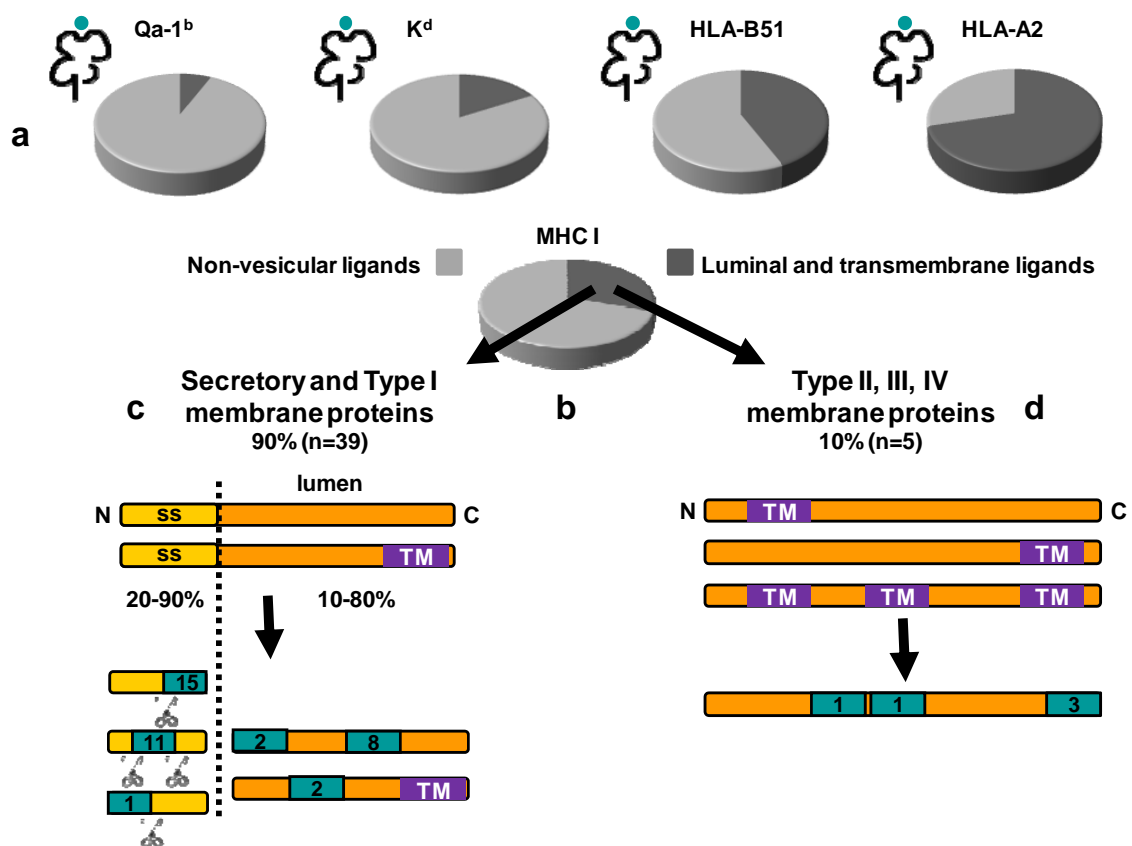 Qa-1ᵇ
Kᵈ
HLA-B51
HLA-A2
a
MHC I
Non-vesicular ligands
Luminal and transmembrane ligands
Secretory and Type I
membrane proteins
90% (n=39)
c
b
Type II, III, IV
membrane proteins
10% (n=5)
d
lumen
N
ss
C
ss
TM
20-90%
10-80%
15
11
1
2
8
2
TM
N
TM
C
TM
TM
TM
TM
1
1
3